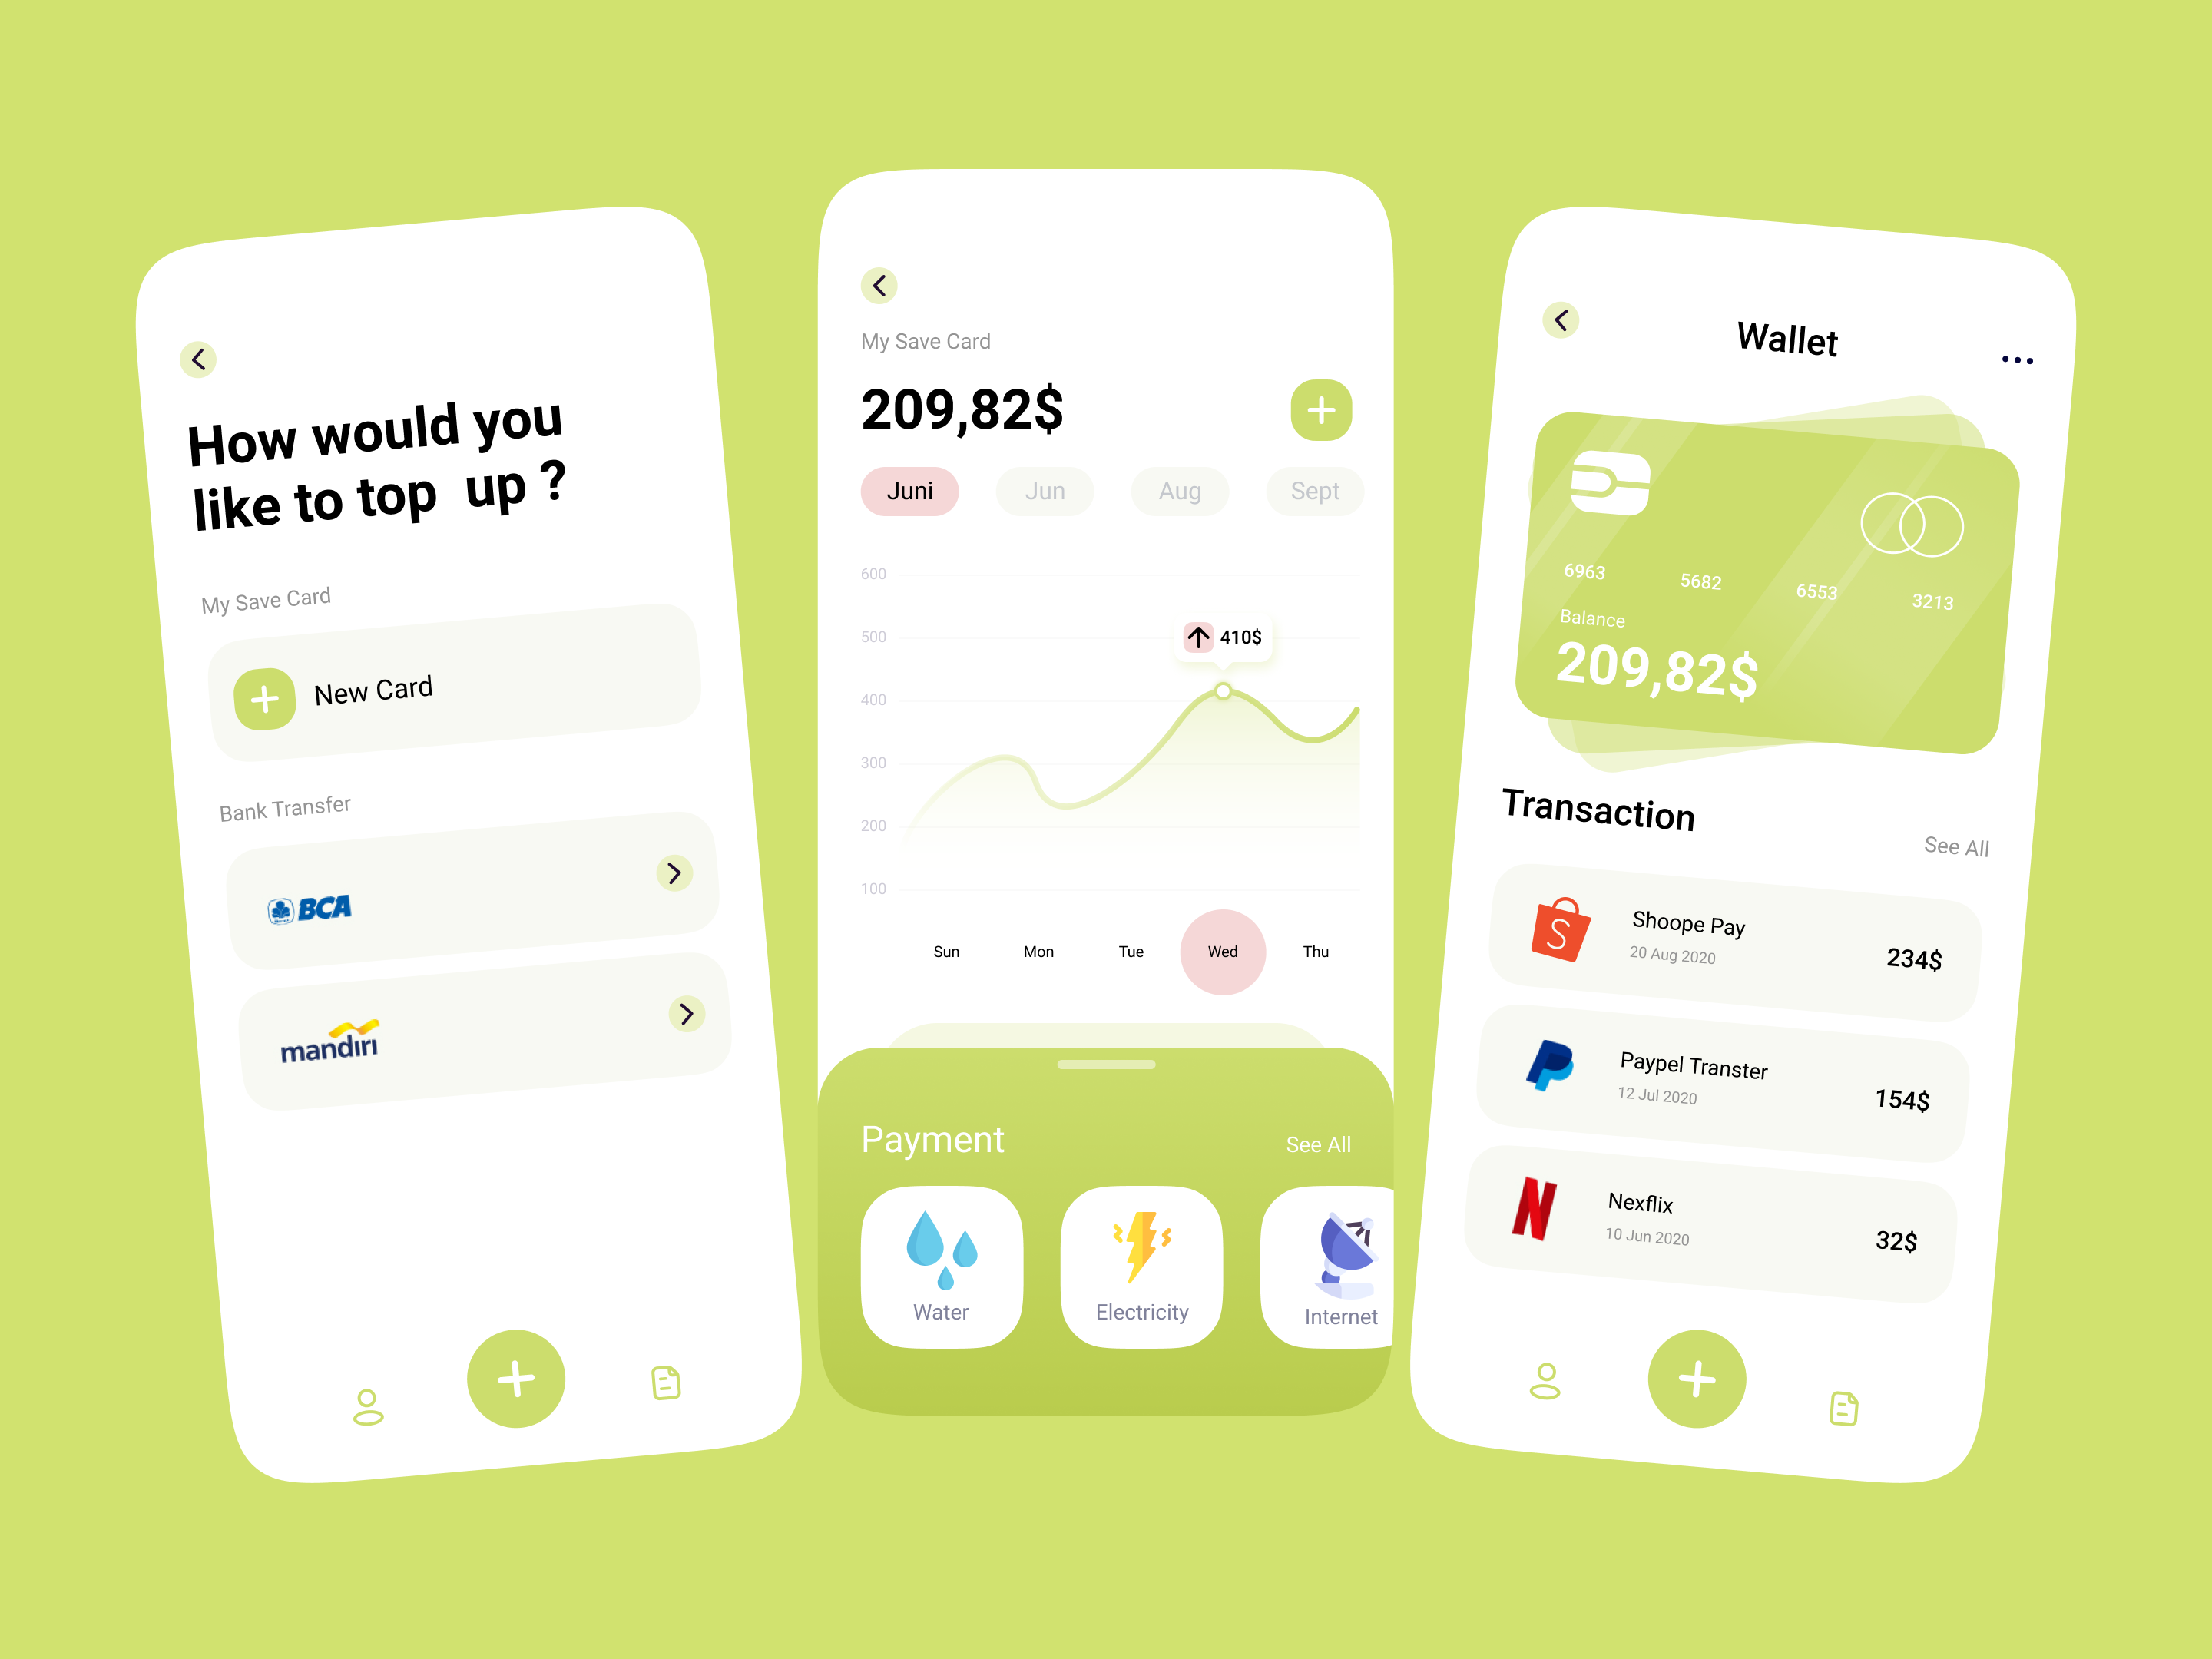 How would you
like to top up ?
My Save Card
New Card
Bank Transfer
BCA
mandiri
My Save Card
209,82$
Juni
Jun
Aug
Sept
600
500
410$
400
300
200
100
Sun
Mon
Tue
Wed
Thu
Payment
See All
Water
Electricity
Internet
Wallet
6963
5682
6553
3213
Balance
209,82$
Transaction
See All
Shoope Pay
20 Aug 2020
234$
Paypel Transter
12 Jul 2020
154$
Nexflix
10 Jun 2020
32$